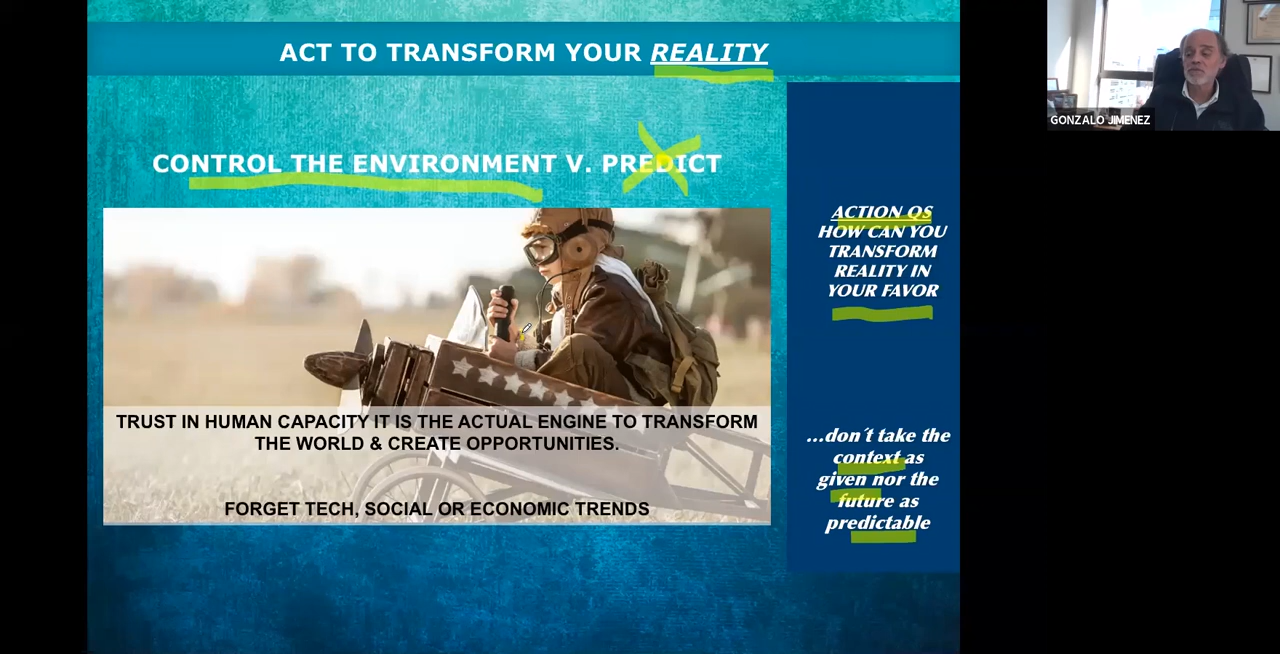 ACT TO TRANSFORM YOUR REALITY
CONTROL THE ENVIRONMENT V. PREDICT
TRUST IN HUMAN CAPACITY IT IS THE ACTUAL ENGINE TO TRANSFORM
THE WORLD & CREATE OPPORTUNITIES.
FORGET TECH, SOCIAL OR ECONOMIC TRENDS
ACTION QS
HOW CAN YOU
TRANSFORM
REALITY IN
YOUR FAVOR
...don´t take the
context as
given nor the
future as
predictable
GONZALO JIMENEZ